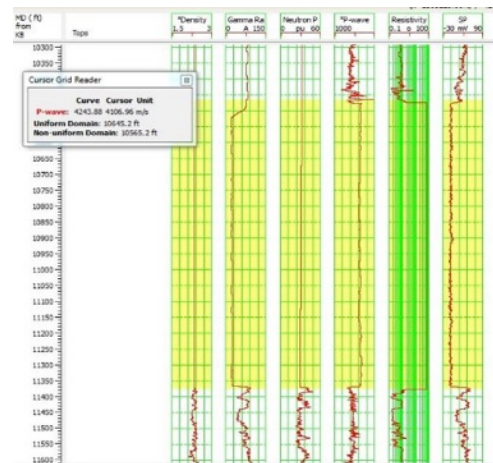 MD (ft)
from
KB
Tops
*Density
1.5 3
Gamma Ra
0 A 150
Neutron P
0 pu 60
*P-wave
1000
Resistivity
0.1 o 100
SP
-30 mV 90
10300
10350
Cursor Grid Reader
Curve Cursor Unit
P-wave: 4243.88 4106.96 m/s
Uniform Domain: 10645.2 ft
Non-uniform Domain: 10565.2 ft
10650
10700
10750
10800
10850
10900
10950
11000
11050
11100
11150
11200
11250
11300
11350
11400
11450
11500
11550
11600